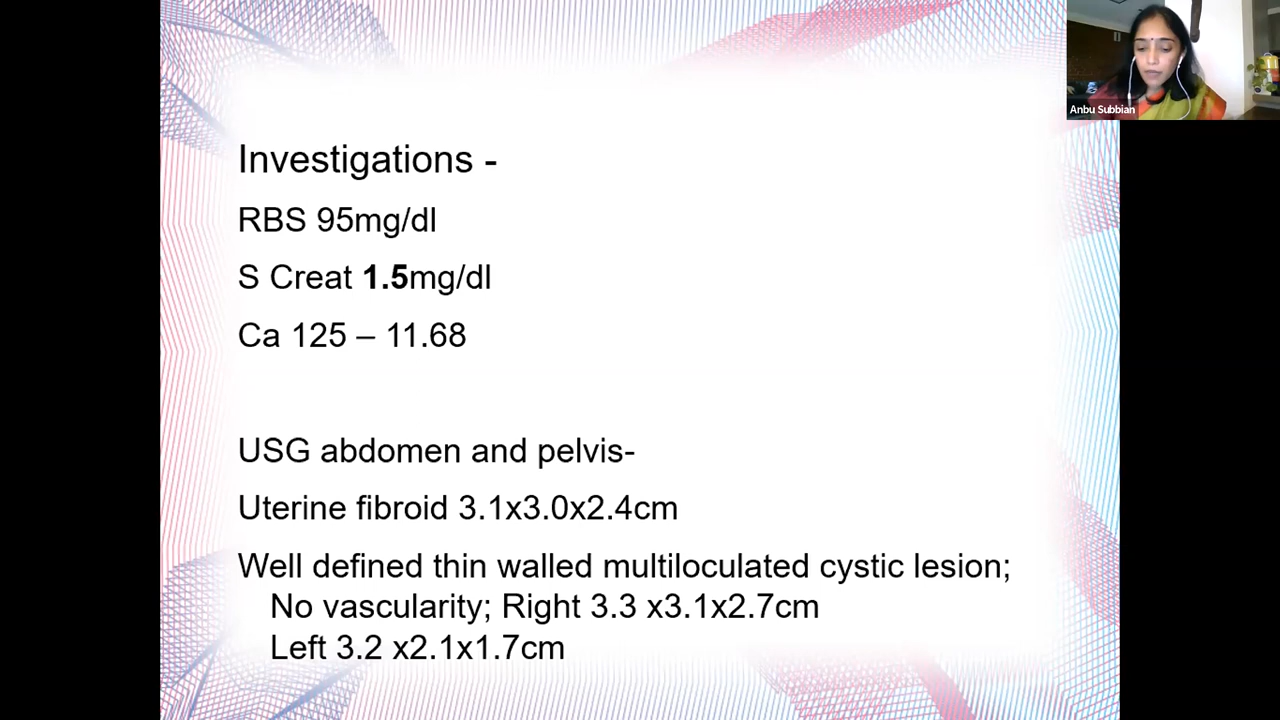 Anbu Subbian
Investigations -
RBS 95mg/dl
S Creat 1.5mg/dl
Ca 125 – 11.68
USG abdomen and pelvis-
Uterine fibroid 3.1x3.0x2.4cm
Well defined thin walled multiloculated cystic lesion;
No vascularity; Right 3.3 x3.1x2.7cm
Left 3.2 x2.1x1.7cm